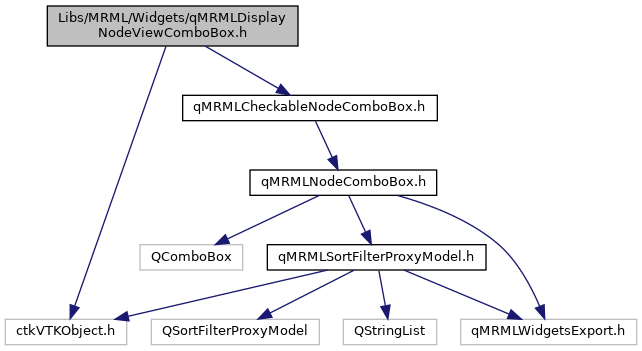 Libs/MRML/Widgets/qMRMLDisplay
NodeViewComboBox.h
qMRMLCheckableNodeComboBox.h
qMRMLNodeComboBox.h
QComboBox
qMRMLSortFilterProxyModel.h
ctkVTKObject.h
QSortFilterProxyModel
QStringList
qMRMLWidgetsExport.h